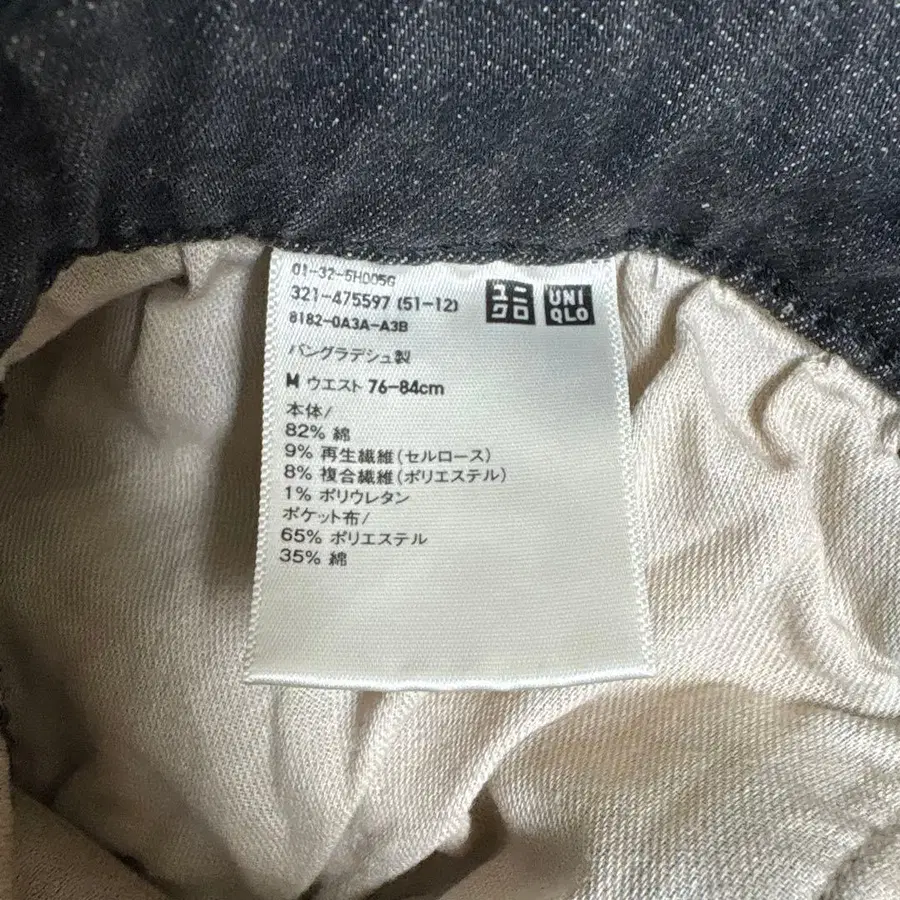 01-32-5H005G
321-475597 (51-12)
8182-0A3A-A3B
ユニクロ
UNIQLO
バングラデシュ製
M ウエスト 76-84cm
本体/
82% 綿
9% 再生繊維(セルロース)
8% 複合繊維(ポリエステル)
1% ポリウレタン
ポケット布/
65% ポリエステル
35% 綿